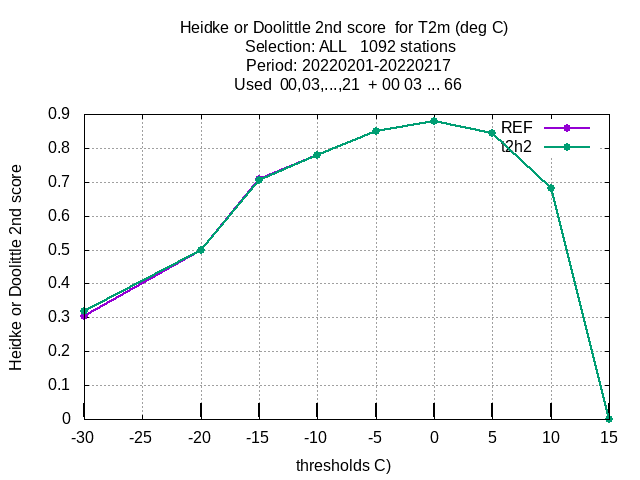 Heidke or Doolittle 2nd score  for T2m (deg C)
Selection: ALL   1092 stations
Period: 20220201-20220217
Used  00,03,...,21  + 00 03 ... 66
Heidke or Doolittle 2nd score
0.9
0.8
0.7
0.6
0.5
0.4
0.3
0.2
0.1
0
REF
t2h2
-30 -25 -20 -15 -10 -5 0 5 10 15
thresholds C)